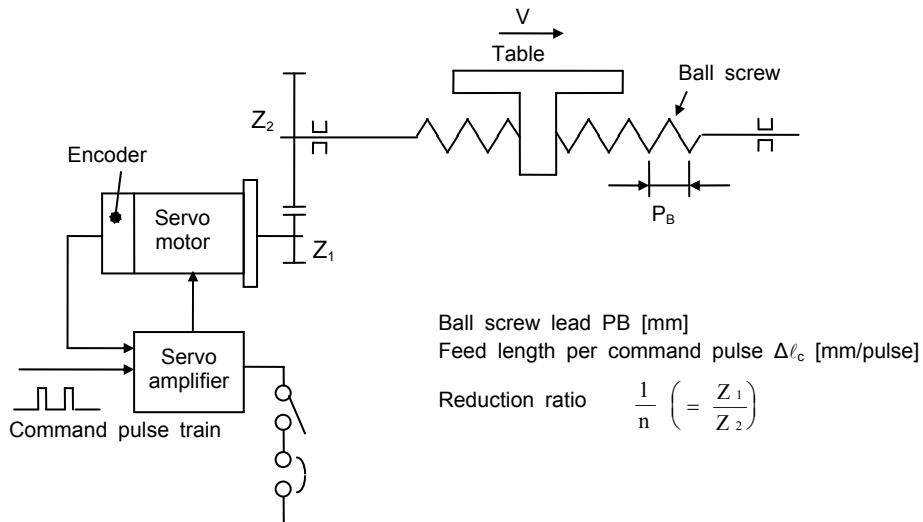 V
Table
Ball screw
Z2
Encoder
PB
Servo
motor
Z1
Ball screw lead PB [mm]
Feed length per command pulse Δℓc [mm/pulse]
Servo
amplifier
Reduction ratio 1/n (= Z1/Z2)
Command pulse train